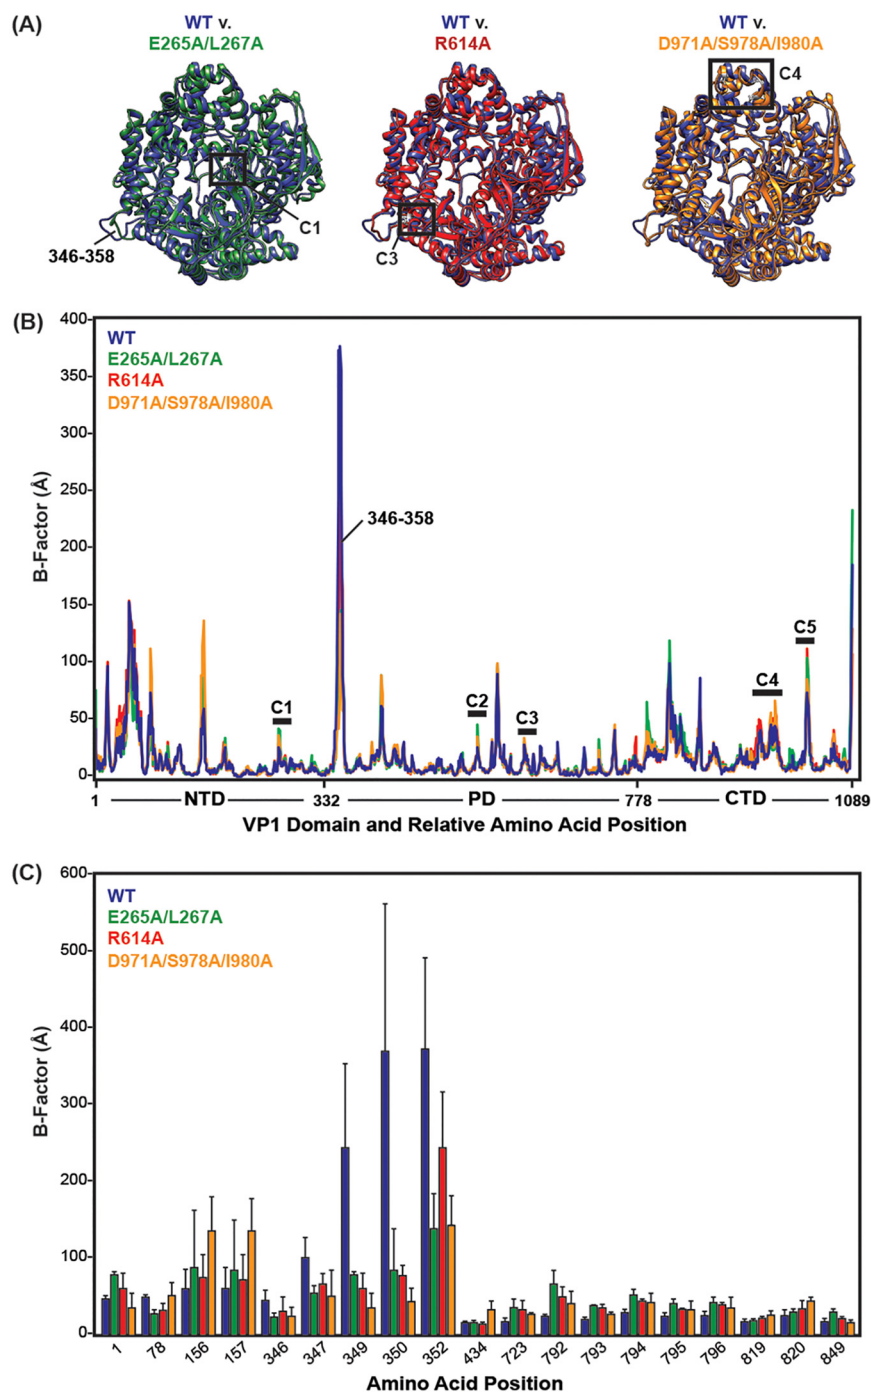 (A)
WT v.
E265A/L267A
WT v.
R614A
WT v.
D971A/S978A/I980A
C4
C1
346-358
C3
(B)
400
350
300
250
200
150
100
50
0
B-Factor (Å)
WT
E265A/L267A
R614A
D971A/S978A/I980A
346-358
C1
C2
C3
C4
C5
1
NTD
332
PD
778
CTD
1089
VP1 Domain and Relative Amino Acid Position
(C)
600
500
400
300
200
100
0
B-Factor (Å)
WT
E265A/L267A
R614A
D971A/S978A/I980A
1
78
156
157
346
347
349
350
352
434
723
792
793
794
795
796
819
820
849
Amino Acid Position